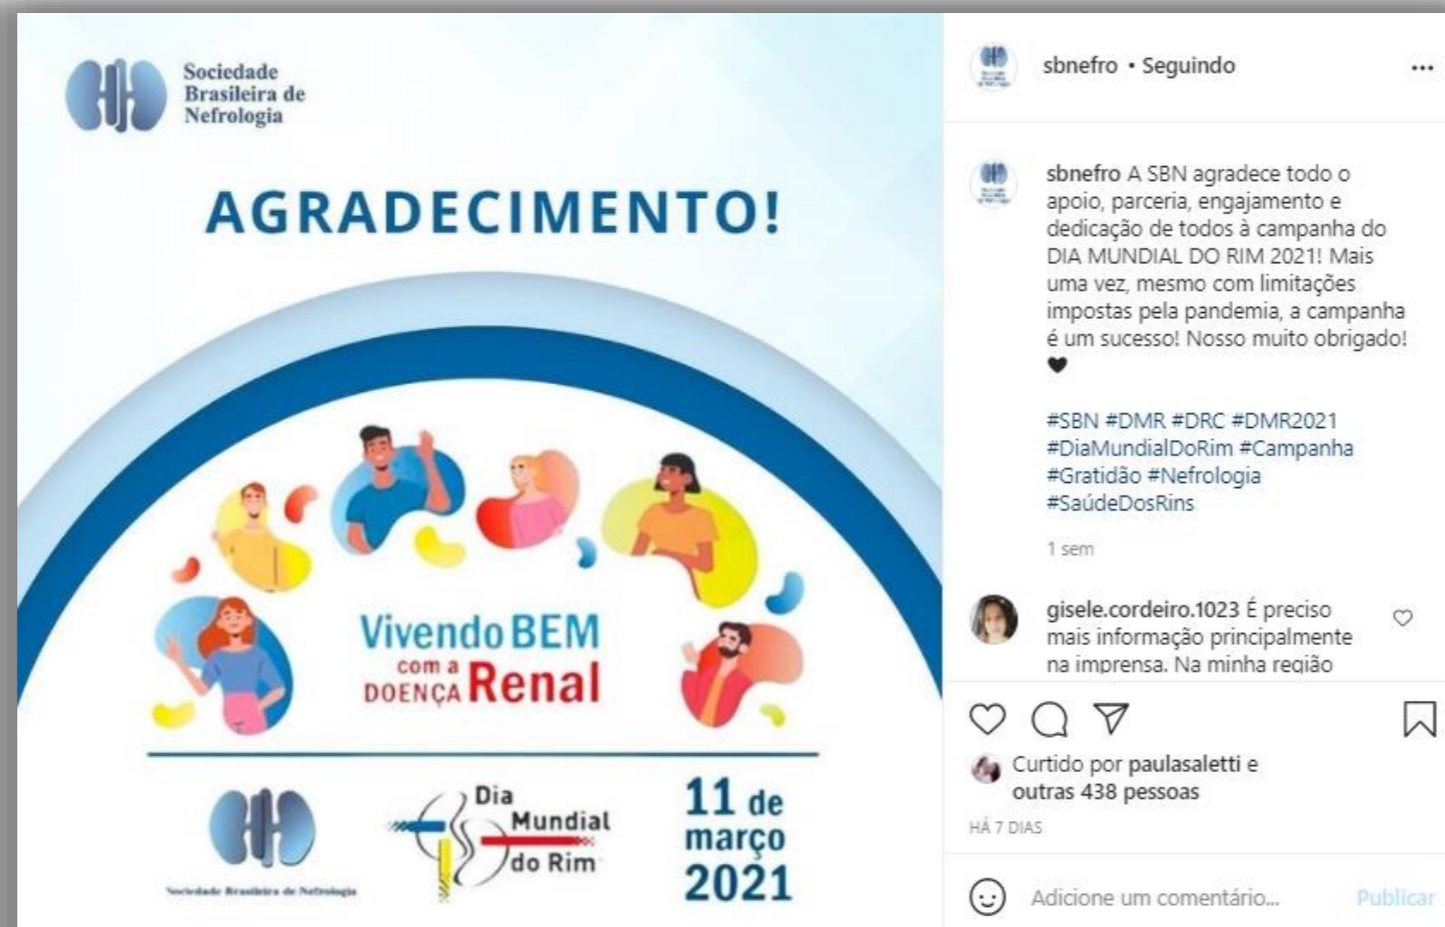 Sociedade
Brasileira de
Nefrologia
AGRADECIMENTO!
Vivendo BEM
com a
DOENÇA Renal
Sociedade Brasileira de Nefrologia
Dia
Mundial
do Rim
11 de
março
2021
sbnefro • Seguindo
sbnefro A SBN agradece todo o
apoio, parceria, engajamento e
dedicação de todos à campanha do
DIA MUNDIAL DO RIM 2021! Mais
uma vez, mesmo com limitações
impostas pela pandemia, a campanha
é um sucesso! Nosso muito obrigado!
🖤
#SBN #DMR #DRC #DMR2021
#DiaMundialDoRim #Campanha
#Gratidão #Nefrologia
#SaúdeDosRins
1 sem
gisele.cordeiro.1023 É preciso
mais informação principalmente
na imprensa. Na minha região
Curtido por paulasaletti e
outras 438 pessoas
HÁ 7 DIAS
Adicione um comentário...
Publicar